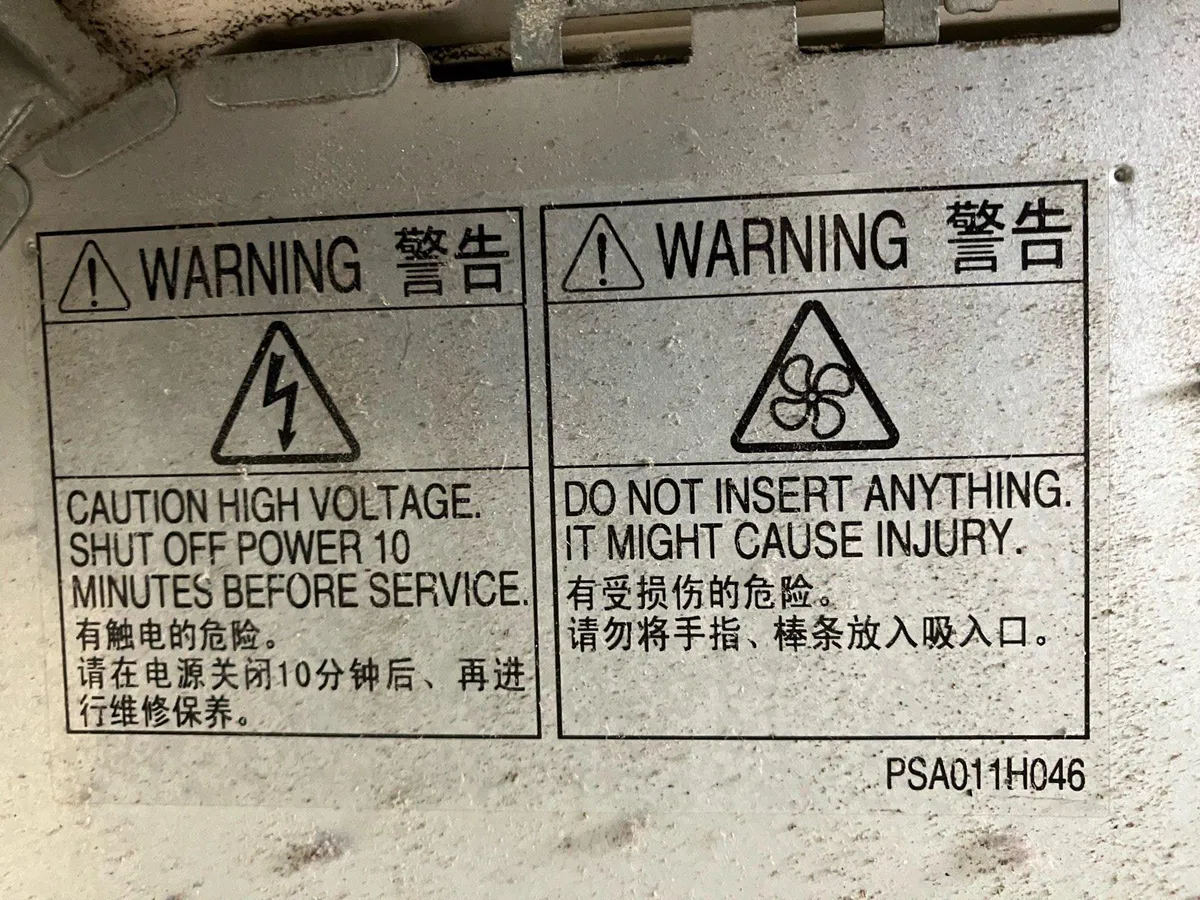 WARNING 警告
CAUTION HIGH VOLTAGE.
SHUT OFF POWER 10
MINUTES BEFORE SERVICE.
有触电的危险。
请在电源关闭10分钟后、再进
行维修保养。
WARNING 警告
DO NOT INSERT ANYTHING.
IT MIGHT CAUSE INJURY.
有受损伤的危险。
请勿将手指、棒条放入吸入口。
PSA011H046